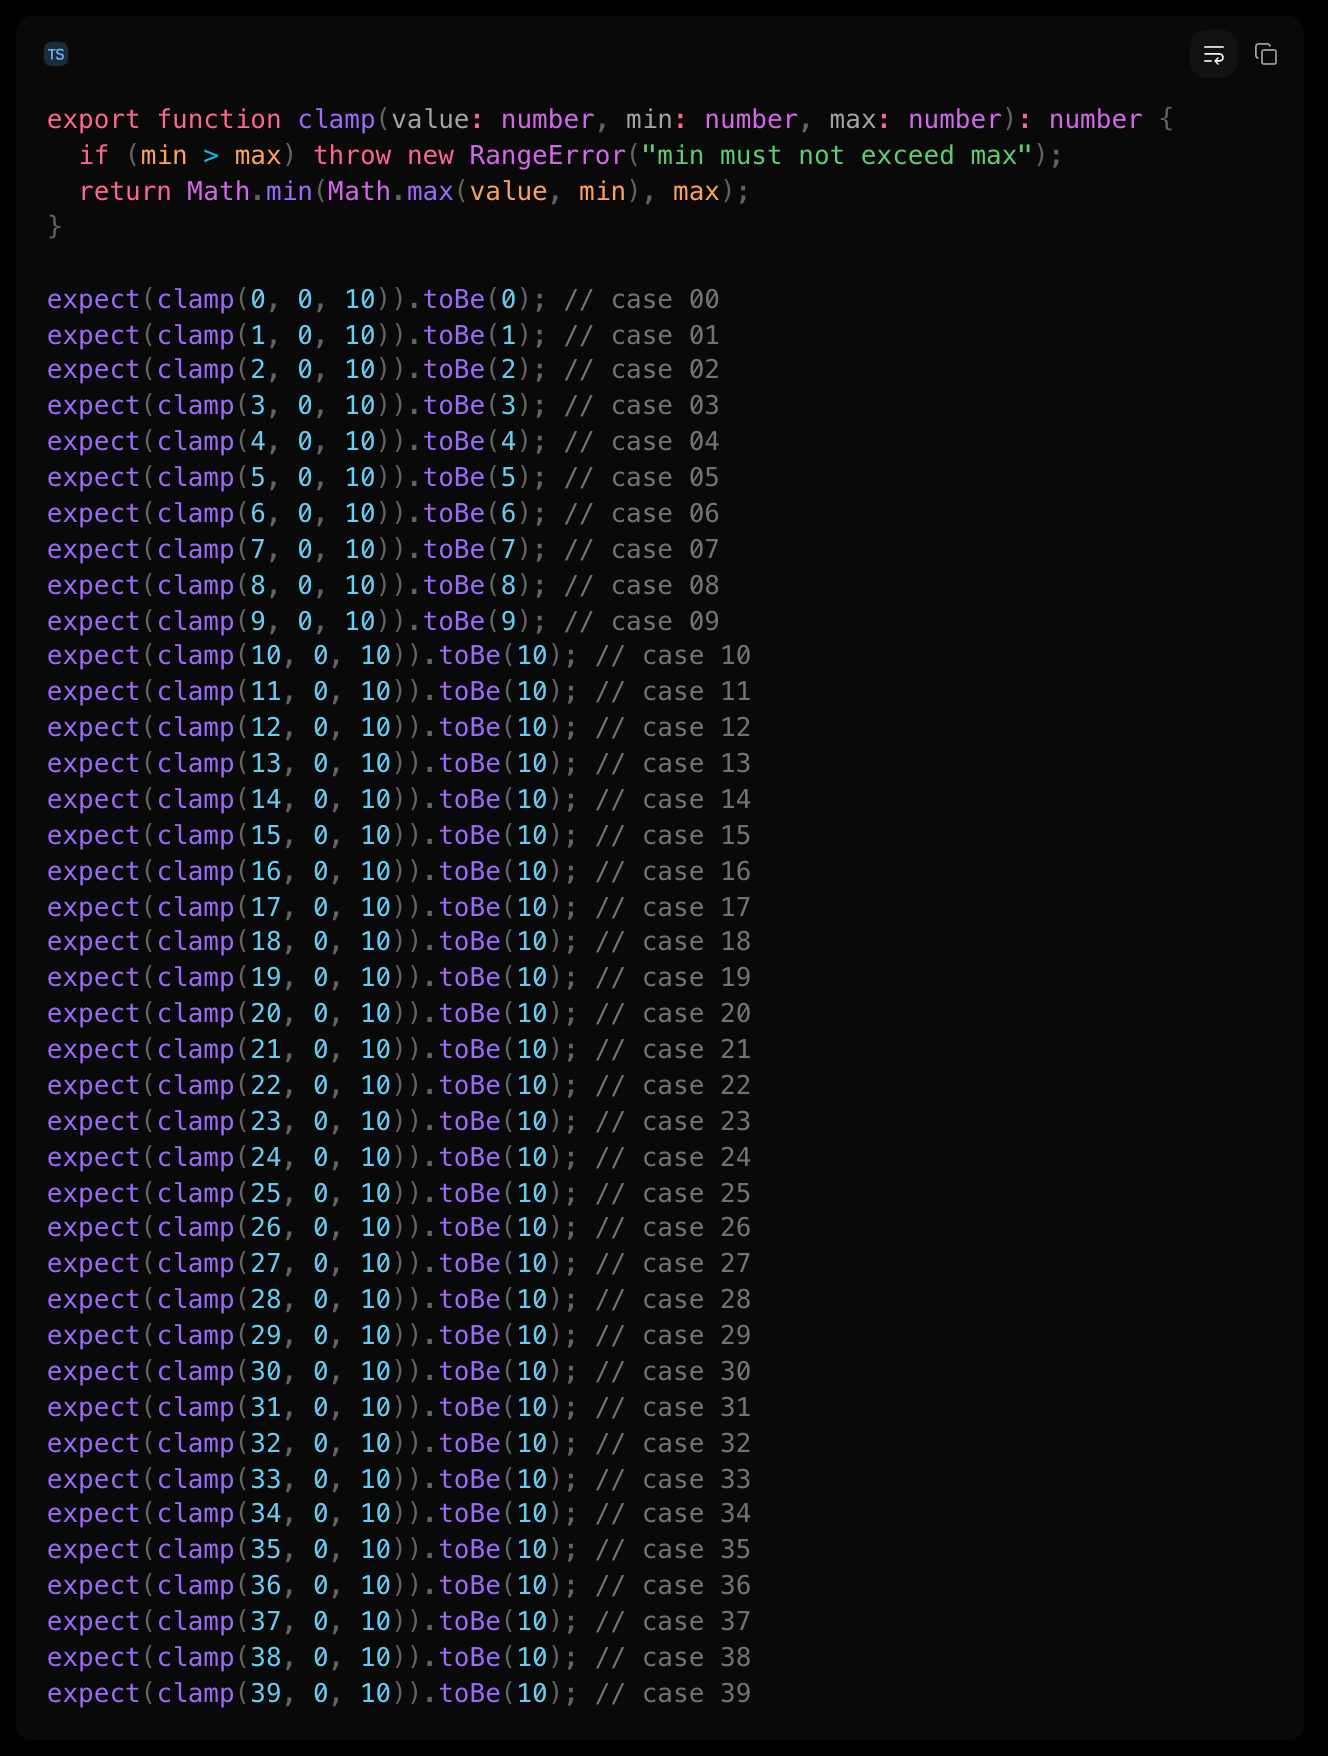 TS
export function clamp(value: number, min: number, max: number): number {
  if (min > max) throw new RangeError("min must not exceed max");
  return Math.min(Math.max(value, min), max);
}

expect(clamp(0, 0, 10)).toBe(0); // case 00
expect(clamp(1, 0, 10)).toBe(1); // case 01
expect(clamp(2, 0, 10)).toBe(2); // case 02
expect(clamp(3, 0, 10)).toBe(3); // case 03
expect(clamp(4, 0, 10)).toBe(4); // case 04
expect(clamp(5, 0, 10)).toBe(5); // case 05
expect(clamp(6, 0, 10)).toBe(6); // case 06
expect(clamp(7, 0, 10)).toBe(7); // case 07
expect(clamp(8, 0, 10)).toBe(8); // case 08
expect(clamp(9, 0, 10)).toBe(9); // case 09
expect(clamp(10, 0, 10)).toBe(10); // case 10
expect(clamp(11, 0, 10)).toBe(10); // case 11
expect(clamp(12, 0, 10)).toBe(10); // case 12
expect(clamp(13, 0, 10)).toBe(10); // case 13
expect(clamp(14, 0, 10)).toBe(10); // case 14
expect(clamp(15, 0, 10)).toBe(10); // case 15
expect(clamp(16, 0, 10)).toBe(10); // case 16
expect(clamp(17, 0, 10)).toBe(10); // case 17
expect(clamp(18, 0, 10)).toBe(10); // case 18
expect(clamp(19, 0, 10)).toBe(10); // case 19
expect(clamp(20, 0, 10)).toBe(10); // case 20
expect(clamp(21, 0, 10)).toBe(10); // case 21
expect(clamp(22, 0, 10)).toBe(10); // case 22
expect(clamp(23, 0, 10)).toBe(10); // case 23
expect(clamp(24, 0, 10)).toBe(10); // case 24
expect(clamp(25, 0, 10)).toBe(10); // case 25
expect(clamp(26, 0, 10)).toBe(10); // case 26
expect(clamp(27, 0, 10)).toBe(10); // case 27
expect(clamp(28, 0, 10)).toBe(10); // case 28
expect(clamp(29, 0, 10)).toBe(10); // case 29
expect(clamp(30, 0, 10)).toBe(10); // case 30
expect(clamp(31, 0, 10)).toBe(10); // case 31
expect(clamp(32, 0, 10)).toBe(10); // case 32
expect(clamp(33, 0, 10)).toBe(10); // case 33
expect(clamp(34, 0, 10)).toBe(10); // case 34
expect(clamp(35, 0, 10)).toBe(10); // case 35
expect(clamp(36, 0, 10)).toBe(10); // case 36
expect(clamp(37, 0, 10)).toBe(10); // case 37
expect(clamp(38, 0, 10)).toBe(10); // case 38
expect(clamp(39, 0, 10)).toBe(10); // case 39